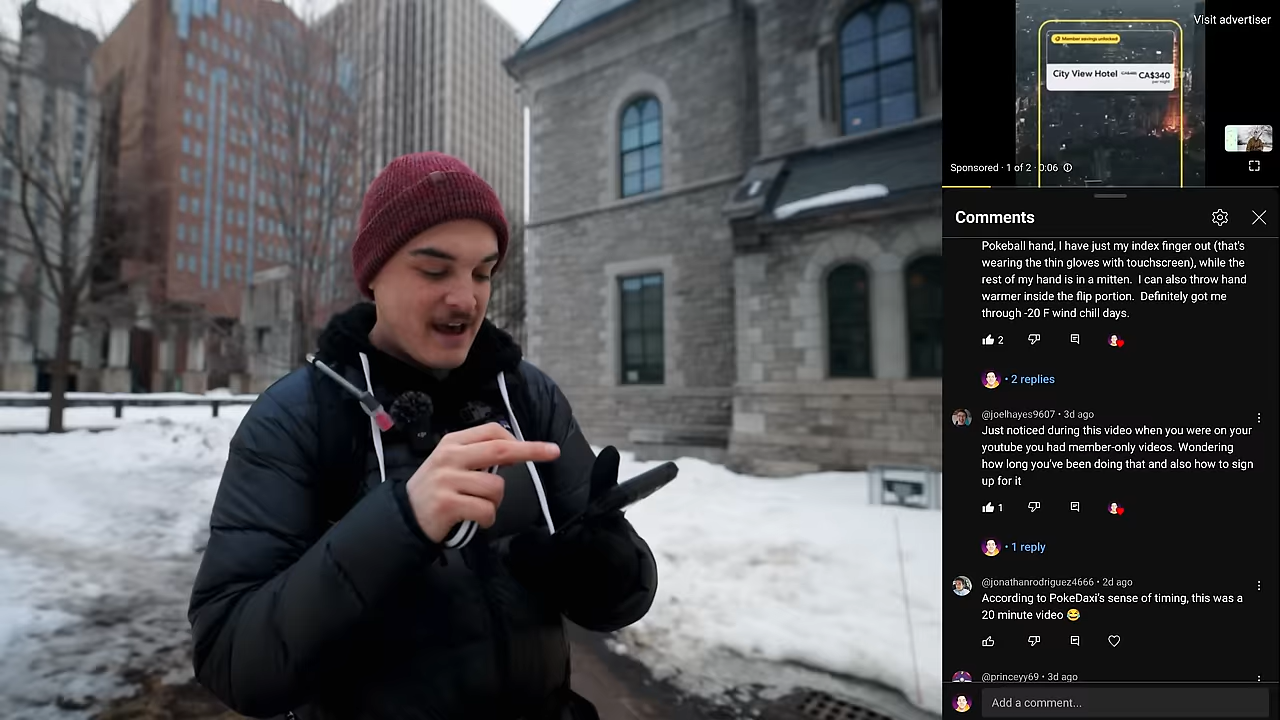 Visit advertiser
Member savings unlocked
City View Hotel CA$340
per night
Sponsored · 1 of 2 · 0:06
Comments
Pokeball hand, I have just my index finger out (that's
wearing the thin gloves with touchscreen), while the
rest of my hand is in a mitten. I can also throw hand
warmer inside the flip portion. Definitely got me
through -20 F wind chill days.
2
· 2 replies
@joelhayes9607 · 3d ago
Just noticed during this video when you were on your
youtube you had member-only videos. Wondering
how long you've been doing that and also how to sign
up for it
1
· 1 reply
@jonathanrodriguez4666 · 2d ago
According to PokeDaxi's sense of timing, this was a
20 minute video 😂
@princeyy69 · 3d ago
Add a comment...